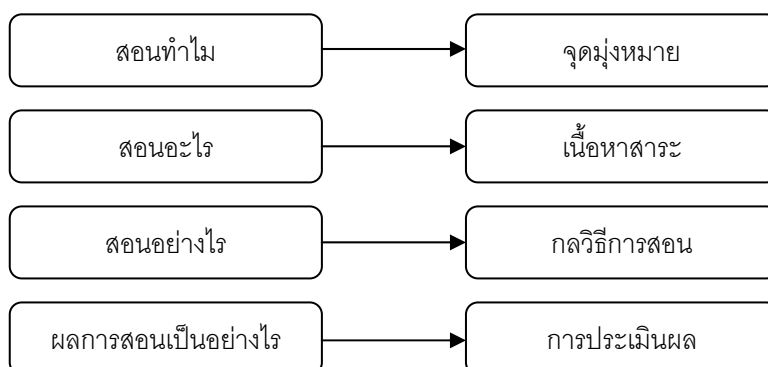 สอนทำไม
จุดมุ่งหมาย
สอนอะไร
เนื้อหาสาระ
สอนอย่างไร
กลวิธีการสอน
ผลการสอนเป็นอย่างไร
การประเมินผล